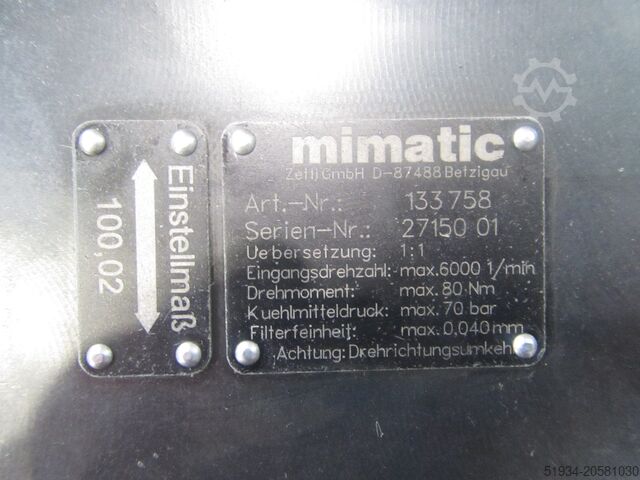 Einstellmaß
100,02
mimatic
Zettl GmbH D-87488 Betzigau
Art.-Nr.: 133 758
Serien-Nr.: 27150 01
Uebersetzung: 1:1
Eingangsdrehzahl: max.6000 1/min
Drehmoment: max. 80 Nm
Kuehlmitteldruck: max. 70 bar
Filterfeinheit: max. 0,040 mm
Achtung: Drehrichtungsumkehr
51934-20581030